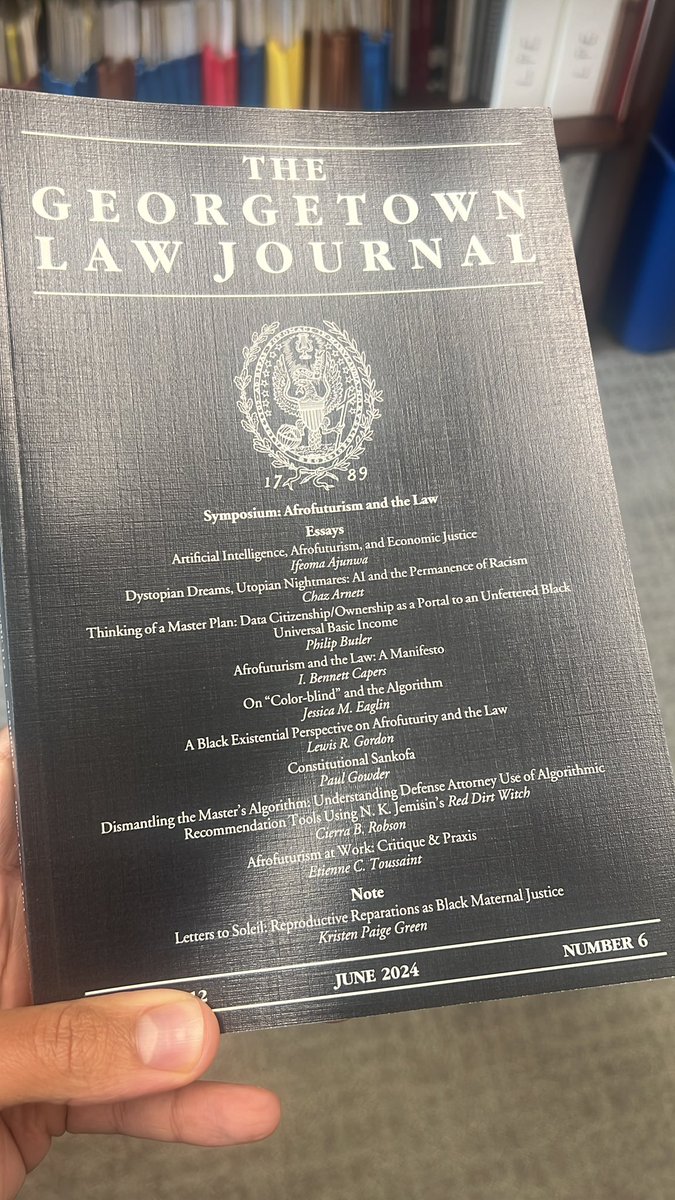 LPE
LPE
THE
GEORGETOWN
LAW JOURNAL
17 89
Symposium: Afrofuturism and the Law
Essays
Artificial Intelligence, Afrofuturism, and Economic Justice
Ifeoma Ajunwa
Dystopian Dreams, Utopian Nightmares: AI and the Permanence of Racism
Chaz Arnett
Thinking of a Master Plan: Data Citizenship/Ownership as a Portal to an Unfettered Black
Universal Basic Income
Philip Butler
Afrofuturism and the Law: A Manifesto
I. Bennett Capers
On “Color-blind” and the Algorithm
Jessica M. Eaglin
A Black Existential Perspective on Afrofuturity and the Law
Lewis R. Gordon
Constitutional Sankofa
Paul Gowder
Dismantling the Master’s Algorithm: Understanding Defense Attorney Use of Algorithmic
Recommendation Tools Using N. K. Jemisin’s Red Dirt Witch
Cierra B. Robson
Afrofuturism at Work: Critique & Praxis
Etienne C. Toussaint
Note
Letters to Soleil: Reproductive Reparations as Black Maternal Justice
Kristen Paige Green
12 JUNE 2024 NUMBER 6